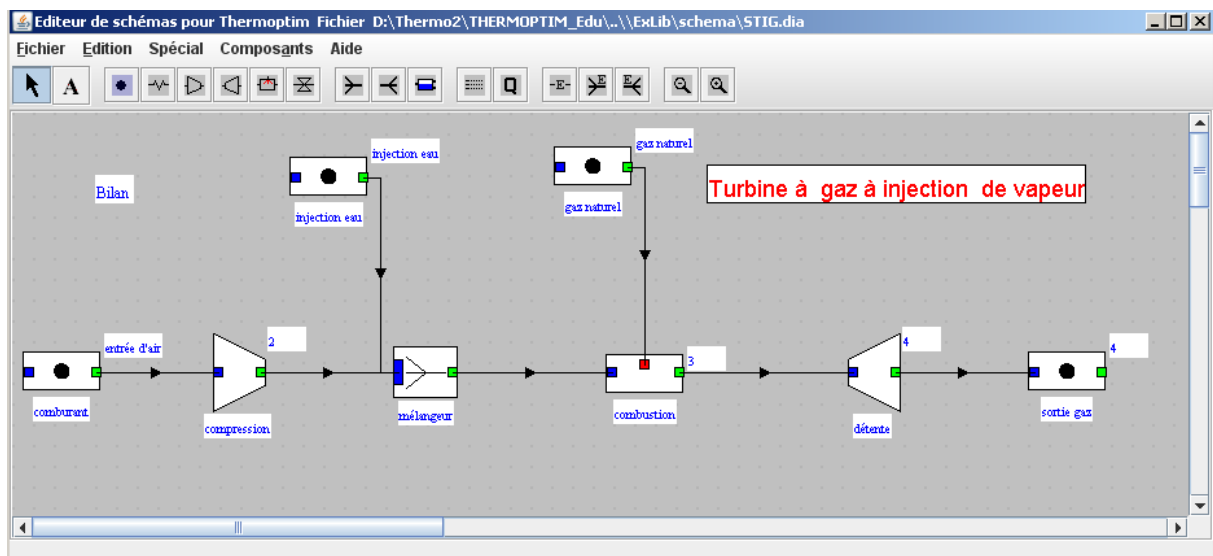 Editeur de schémas pour Thermoptim Fichier D:\Thermo2\THERMOPTIM_Edu\..\\ExLib\schema\STIG.dia
Fichier Edition Spécial Composants Aide
A Q E E E
gaz naturel
injection eau
Turbine à gaz à injection de vapeur
Bilan
gaz naturel
injection eau
2
4
4
entrée d'air
3
comburant
mélangeur
combustion
sortie gaz
compression
détente